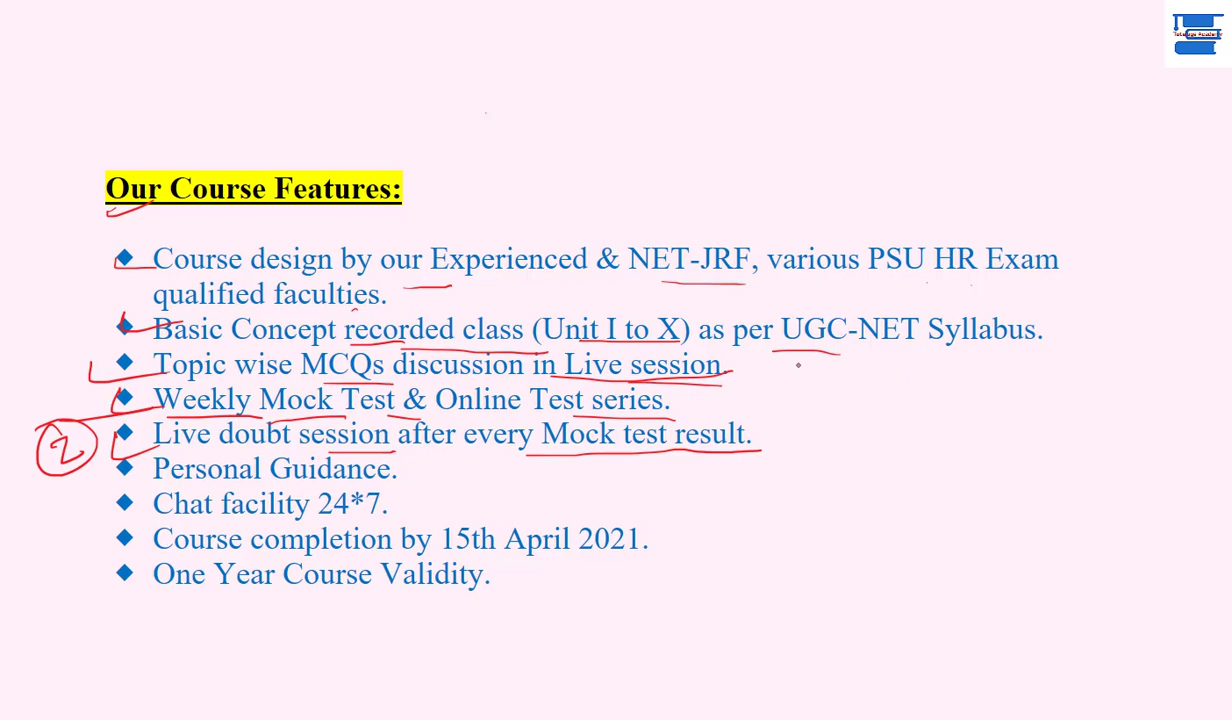 Our Course Features:
Course design by our Experienced & NET-JRF, various PSU HR Exam
qualified faculties.
Basic Concept recorded class (Unit I to X) as per UGC-NET Syllabus.
Topic wise MCQs discussion in Live session.
Weekly Mock Test & Online Test series.
2
Live doubt session after every Mock test result.
Personal Guidance.
Chat facility 24*7.
Course completion by 15th April 2021.
One Year Course Validity.